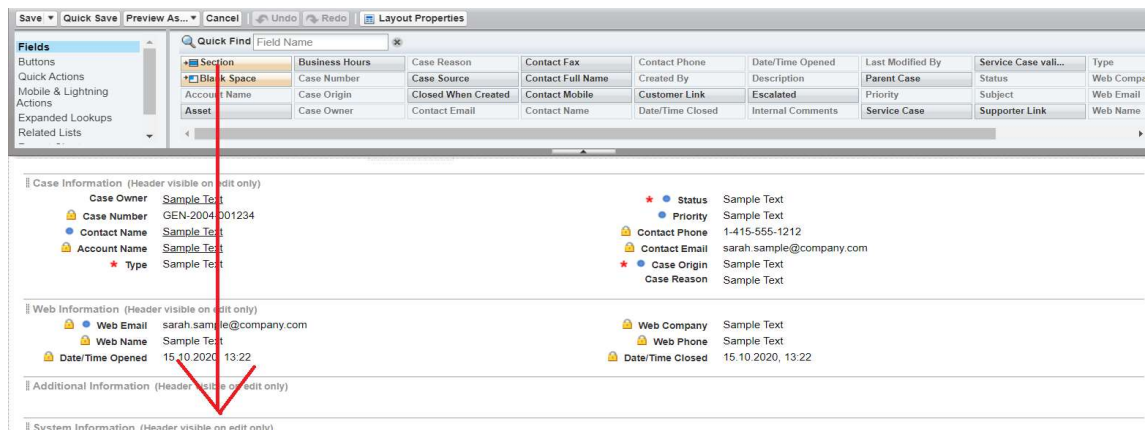 Save Quick Save Preview As... Cancel Undo Redo Layout Properties
Fields
Buttons
Quick Actions
Mobile & Lightning
Actions
Expanded Lookups
Related Lists
Quick Find Field Name
Section Business Hours Case Reason Contact Fax Contact Phone Date/Time Opened Last Modified By Service Case vali... Type
Blank Space Case Number Case Source Contact Full Name Created By Description Parent Case Status Web Compa
Account Name Case Origin Closed When Created Contact Mobile Customer Link Escalated Priority Subject Web Email
Asset Case Owner Contact Email Contact Name Date/Time Closed Internal Comments Service Case Supporter Link Web Name
Case Information (Header visible on edit only)
Case Owner Sample Text * Status Sample Text
Case Number GEN-2004-001234 Priority Sample Text
Contact Name Sample Text Contact Phone 1-415-555-1212
Account Name Sample Text Contact Email sarah.sample@company.com
* Type Sample Text * Case Origin Sample Text
Case Reason Sample Text
Web Information (Header visible on edit only)
Web Email sarah.sample@company.com Web Company Sample Text
Web Name Sample Text Web Phone Sample Text
Date/Time Opened 15.10.2020, 13:22 Date/Time Closed 15.10.2020, 13:22
Additional Information (Header visible on edit only)
System Information (Header visible on edit only)